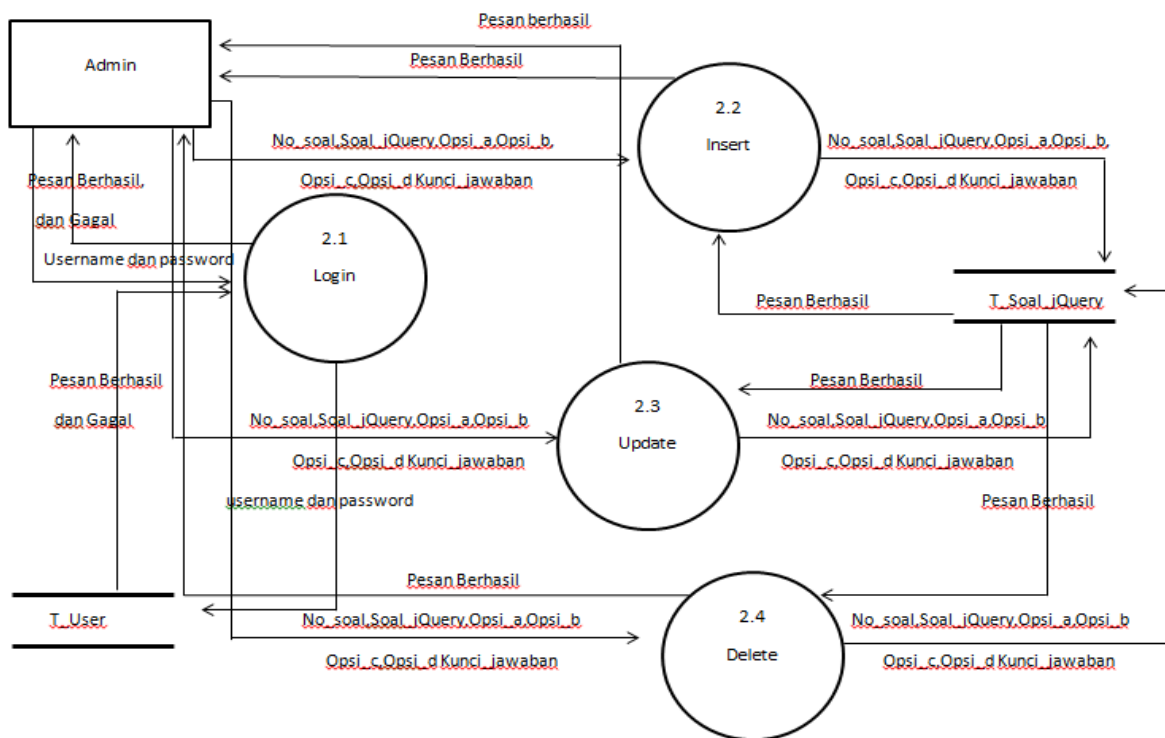 Pesan berhasil
Admin
Pesan Berhasil
2.2
Insert
No_soal,Soal_jQuery,Opsi_a,Opsi_b,
Opsi_c,Opsi_d Kunci_jawaban
No_soal,Soal_jQuery,Opsi_a,Opsi_b,
Opsi_c,Opsi_d Kunci_jawaban
Pesan Berhasil,
dan Gagal
2.1
Login
Username dan password
Pesan Berhasil
T_Soal_jQuery
Pesan Berhasil
dan Gagal
Pesan Berhasil
2.3
Update
No_soal,Soal_jQuery,Opsi_a,Opsi_b
Opsi_c,Opsi_d Kunci_jawaban
No_soal,Soal_jQuery,Opsi_a,Opsi_b
Opsi_c,Opsi_d Kunci_jawaban
username dan password
Pesan Berhasil
Pesan Berhasil
T_User
No_soal,Soal_jQuery,Opsi_a,Opsi_b
Opsi_c,Opsi_d Kunci_jawaban
2.4
Delete
No_soal,Soal_jQuery,Opsi_a,Opsi_b
Opsi_c,Opsi_d Kunci_jawaban